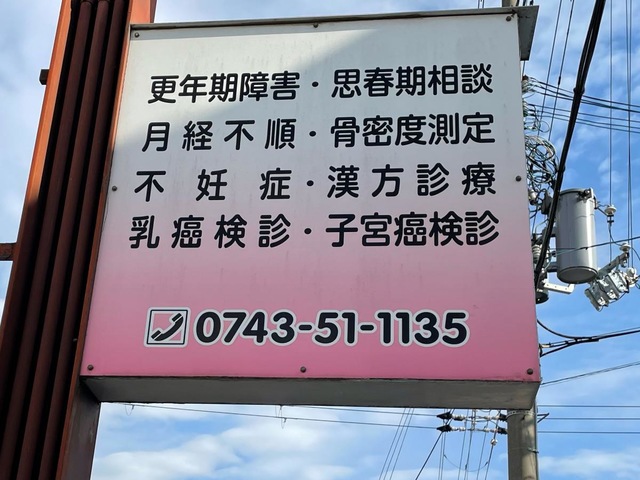 更年期障害・思春期相談
月経不順・骨密度測定
不妊症・漢方診療
乳癌検診・子宮癌検診
0743-51-1135